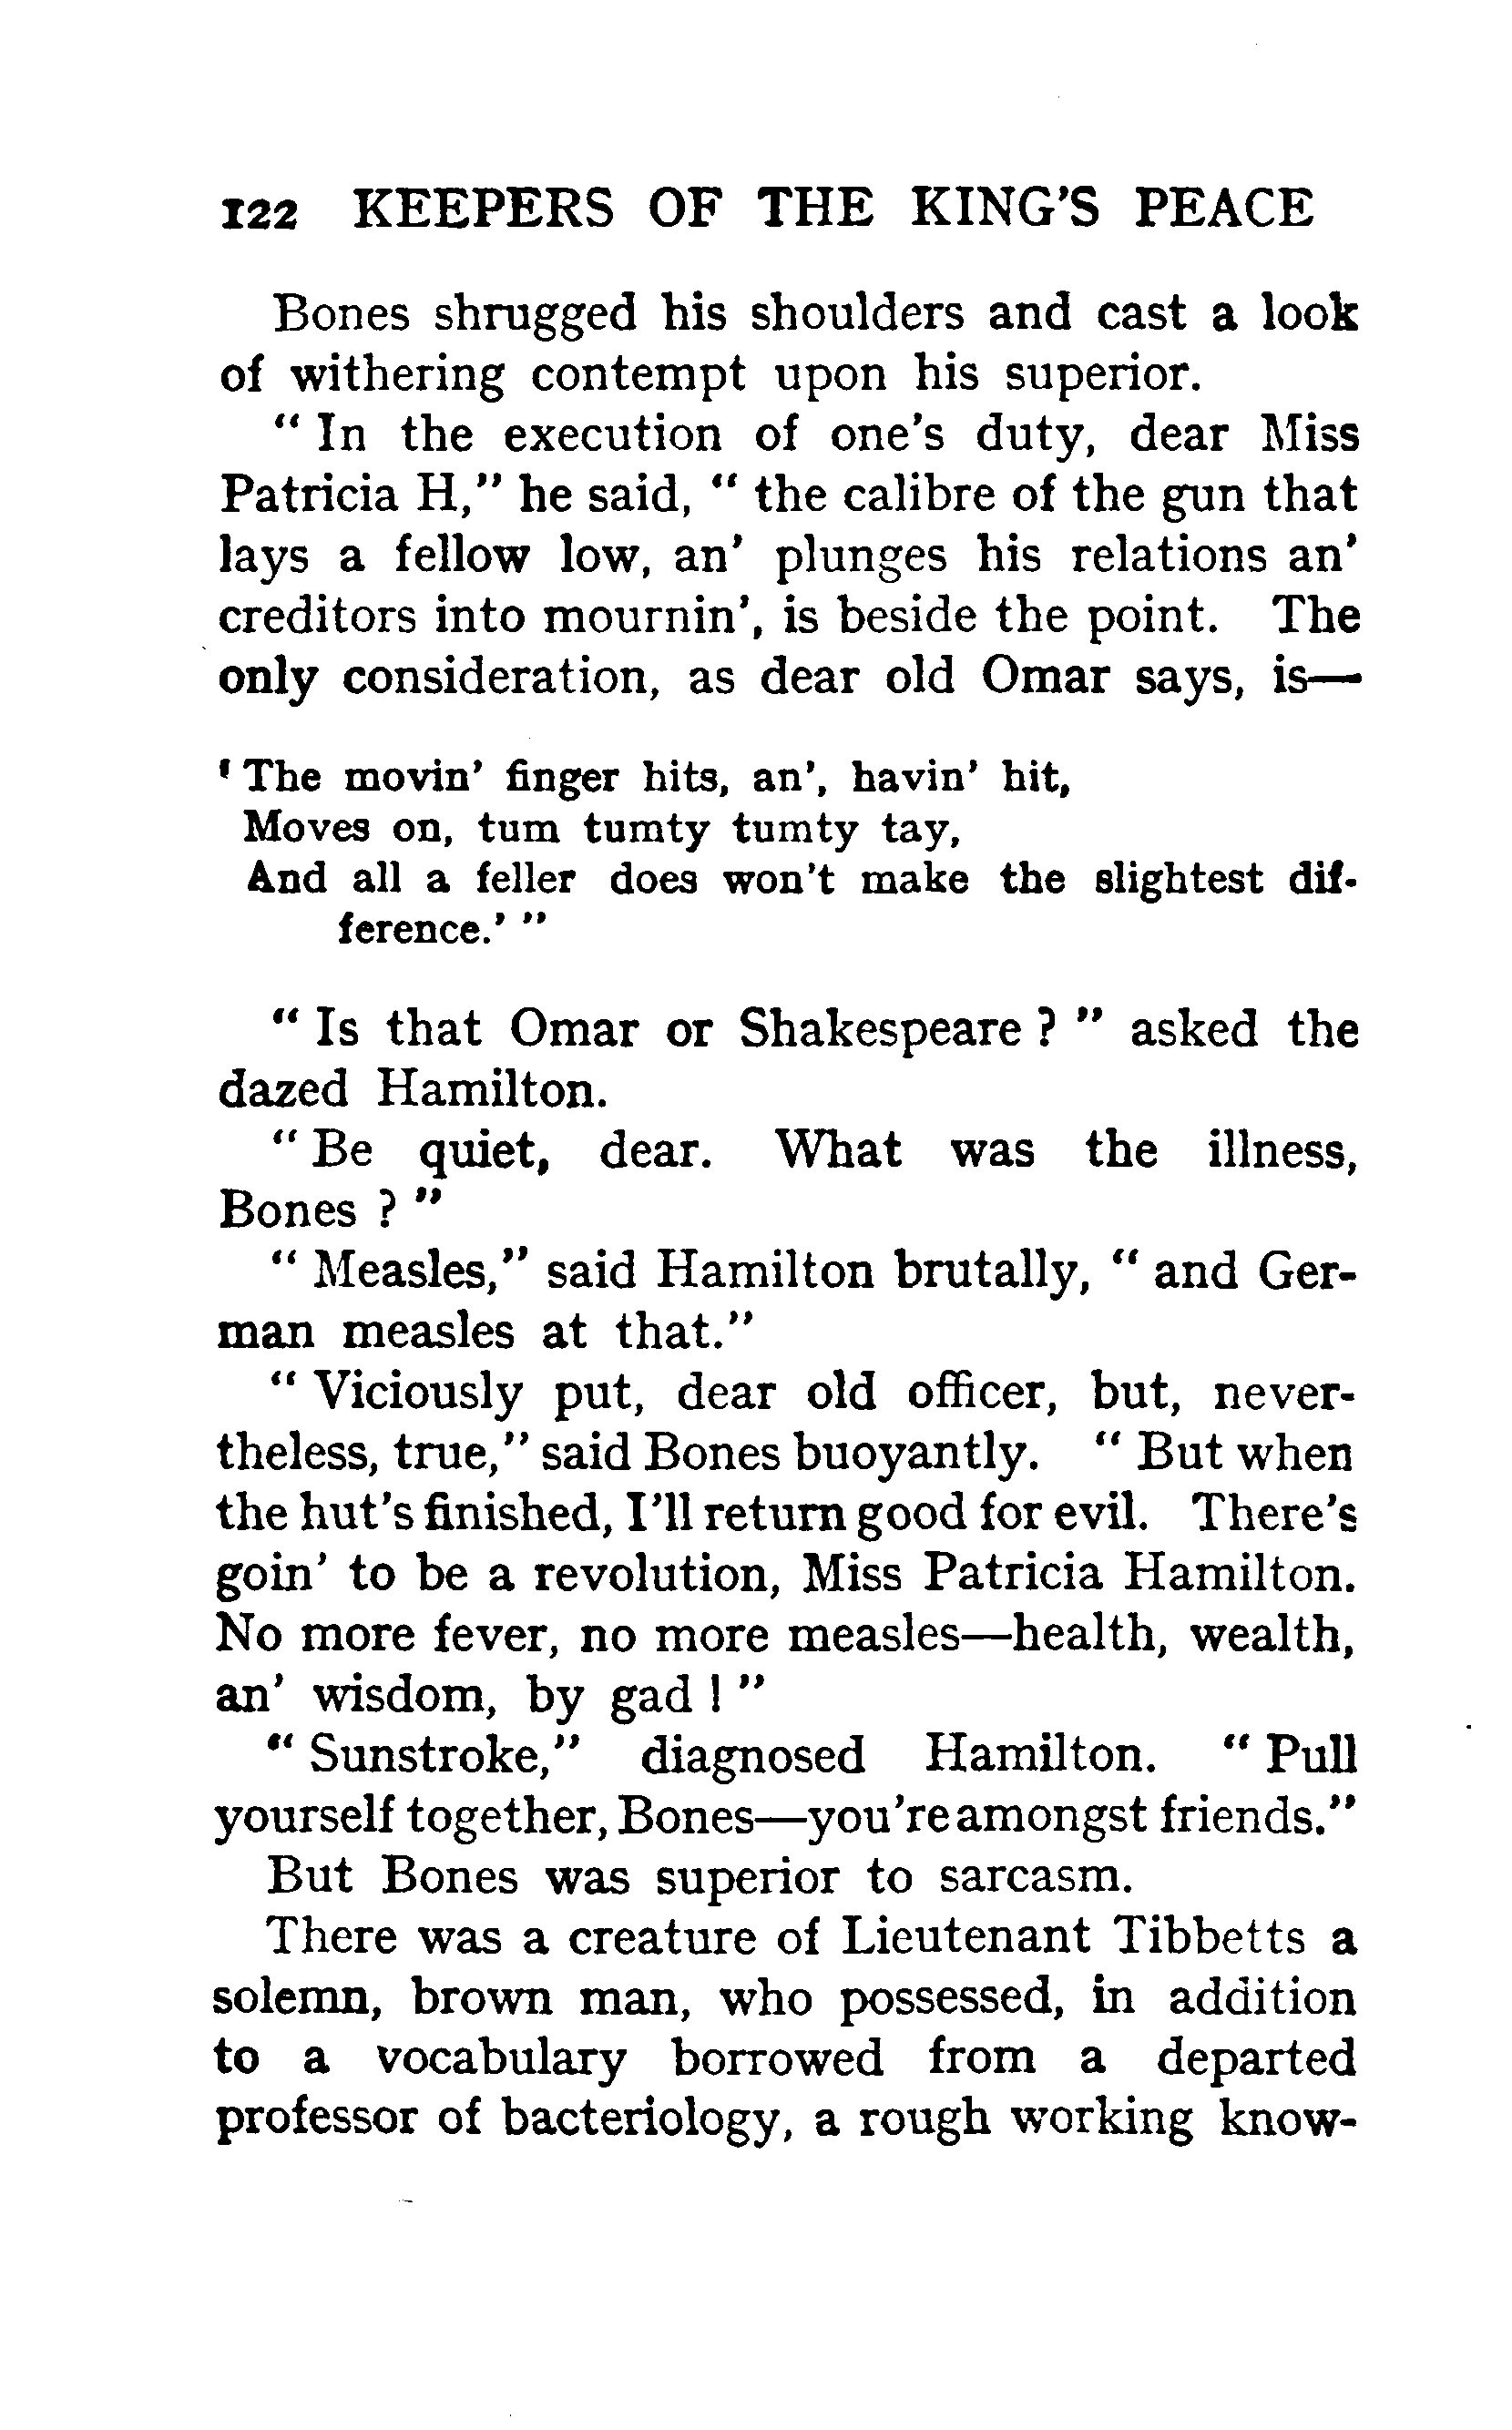 122 KEEPERS OF THE KING'S PEACE
Bones shrugged his shoulders and cast a look
of withering contempt upon his superior.
" In the execution of one's duty, dear Miss
Patricia H," he said, " the calibre of the gun that
lays a fellow low, an' plunges his relations an'
creditors into mournin', is beside the point. The
only consideration, as dear old Omar says, is—
' The movin' finger hits, an', havin' hit,
Moves on, tum tumty tumty tay,
And all a feller does won't make the slightest dif-
ference.' "
" Is that Omar or Shakespeare ? " asked the
dazed Hamilton.
" Be quiet, dear. What was the illness,
Bones ? "
" Measles," said Hamilton brutally, " and Ger-
man measles at that."
" Viciously put, dear old officer, but, never-
theless, true," said Bones buoyantly. " But when
the hut's finished, I'll return good for evil. There's
goin' to be a revolution, Miss Patricia Hamilton.
No more fever, no more measles—health, wealth,
an' wisdom, by gad ! "
" Sunstroke," diagnosed Hamilton. " Pull
yourself together, Bones—you're amongst friends."
But Bones was superior to sarcasm.
There was a creature of Lieutenant Tibbetts a
solemn, brown man, who possessed, in addition
to a vocabulary borrowed from a departed
professor of bacteriology, a rough working know-